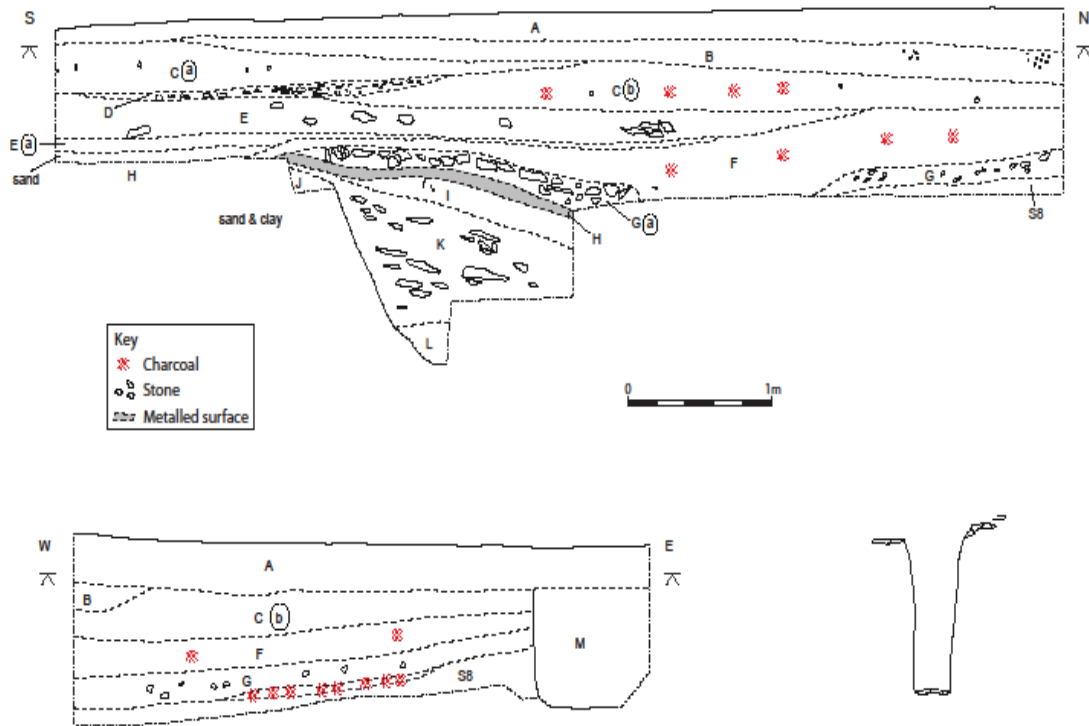 S
N
A
B
C a
C b
D
E
E a
sand
H
F
G
S8
J
I
G a
H
sand & clay
K
L
Key
Charcoal
Stone
Metalled surface
0 1m
W
E
A
B
C b
M
F
G
S8